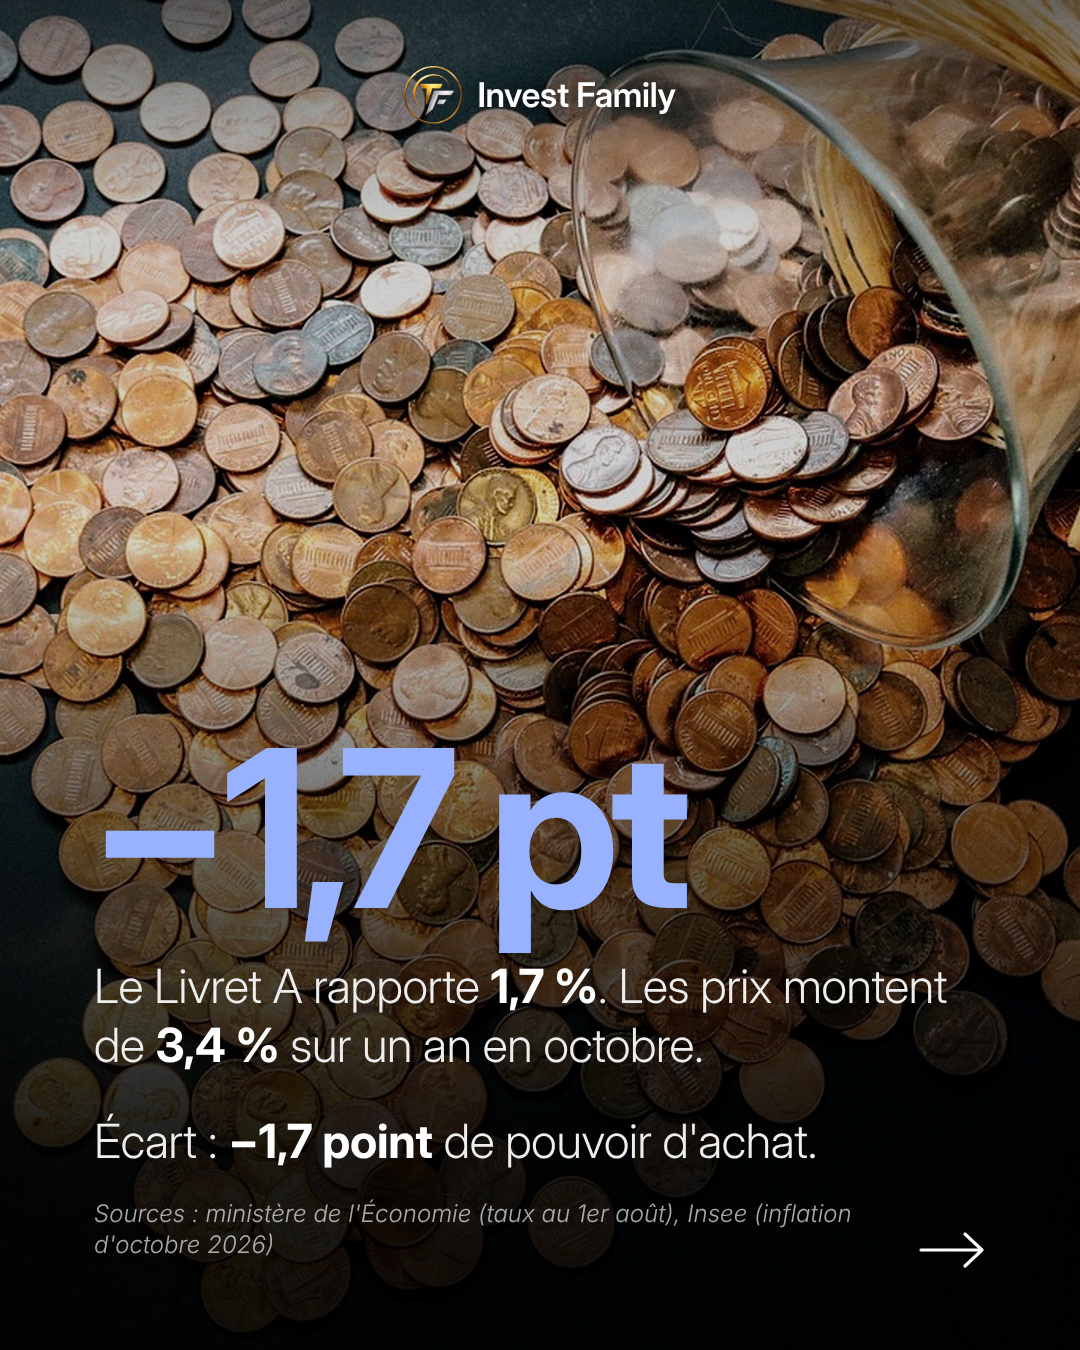 Invest Family
−1,7 pt
Le Livret A rapporte 1,7 %. Les prix montent
de 3,4 % sur un an en octobre.
Écart : −1,7 point de pouvoir d'achat.
Sources : ministère de l'Économie (taux au 1er août), Insee (inflation
d'octobre 2026)